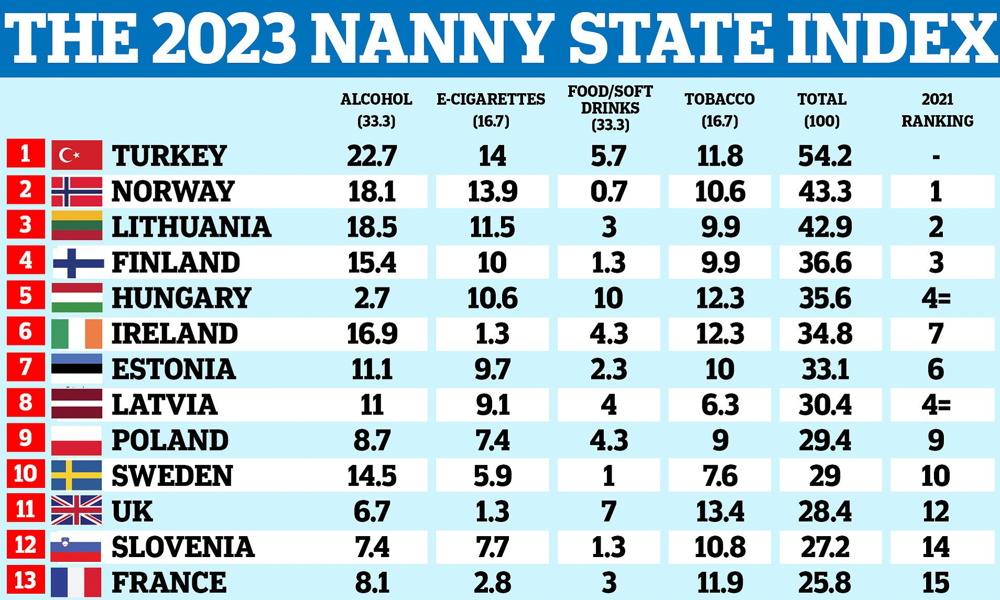 THE 2023 NANNY STATE INDEX
ALCOHOL (33.3) E-CIGARETTES (16.7) FOOD/SOFT DRINKS (33.3) TOBACCO (16.7) TOTAL (100) 2021 RANKING
1 TURKEY 22.7 14 5.7 11.8 54.2 -
2 NORWAY 18.1 13.9 0.7 10.6 43.3 1
3 LITHUANIA 18.5 11.5 3 9.9 42.9 2
4 FINLAND 15.4 10 1.3 9.9 36.6 3
5 HUNGARY 2.7 10.6 10 12.3 35.6 4=
6 IRELAND 16.9 1.3 4.3 12.3 34.8 7
7 ESTONIA 11.1 9.7 2.3 10 33.1 6
8 LATVIA 11 9.1 4 6.3 30.4 4=
9 POLAND 8.7 7.4 4.3 9 29.4 9
10 SWEDEN 14.5 5.9 1 7.6 29 10
11 UK 6.7 1.3 7 13.4 28.4 12
12 SLOVENIA 7.4 7.7 1.3 10.8 27.2 14
13 FRANCE 8.1 2.8 3 11.9 25.8 15